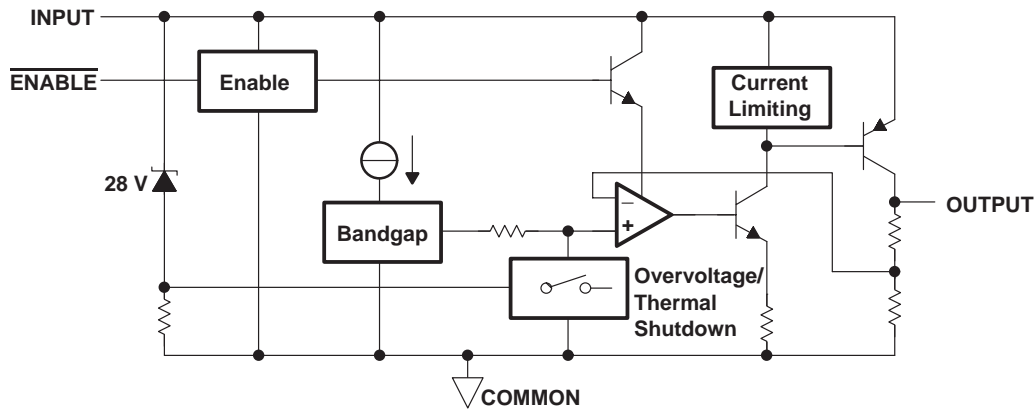 INPUT
ENABLE
Enable
Current
Limiting
28 V
Bandgap
−
+
OUTPUT
Overvoltage/
Thermal
Shutdown
COMMON